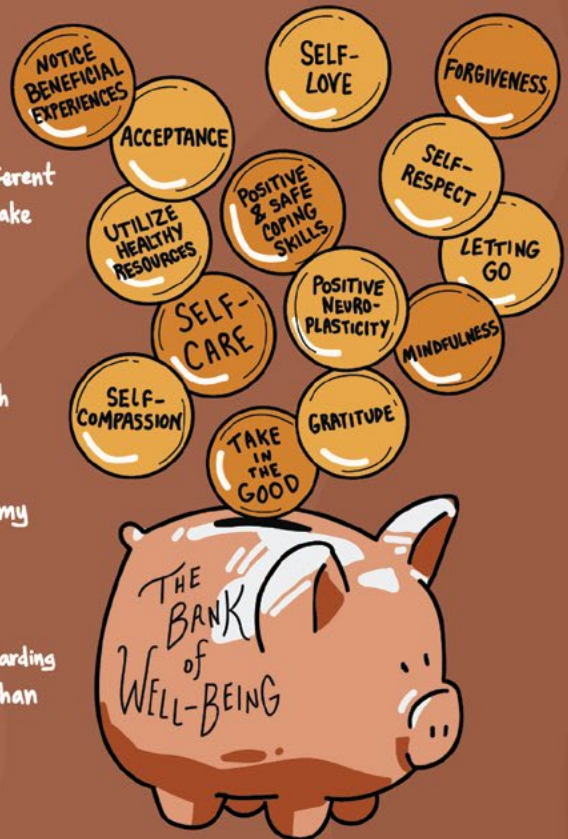 NOTICE
BENEFICIAL
EXPERIENCES
SELF-
LOVE
FORGIVENESS
ACCEPTANCE
SELF-
RESPECT
POSITIVE
& SAFE
COPING
SKILLS
UTILIZE
HEALTHY
RESOURCES
LETTING
GO
SELF-
CARE
POSITIVE
NEURO-
PLASTICITY
MINDFULNESS
SELF-
COMPASSION
GRATITUDE
TAKE
IN
THE
GOOD
THE
BANK
of
WELL-BEING